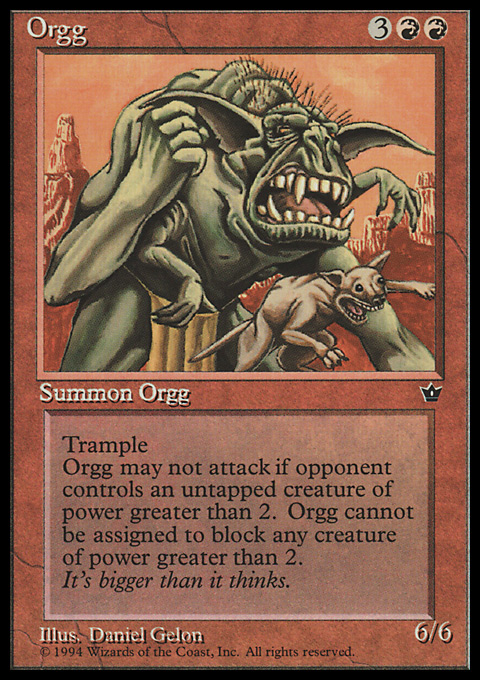 Orgg 3
Summon Orgg
Trample
Orgg may not attack if opponent
controls an untapped creature of
power greater than 2. Orgg cannot
be assigned to block any creature
of power greater than 2.
It's bigger than it thinks.
Illus. Daniel Gelon 6/6
© 1994 Wizards of the Coast, Inc. All rights reserved.